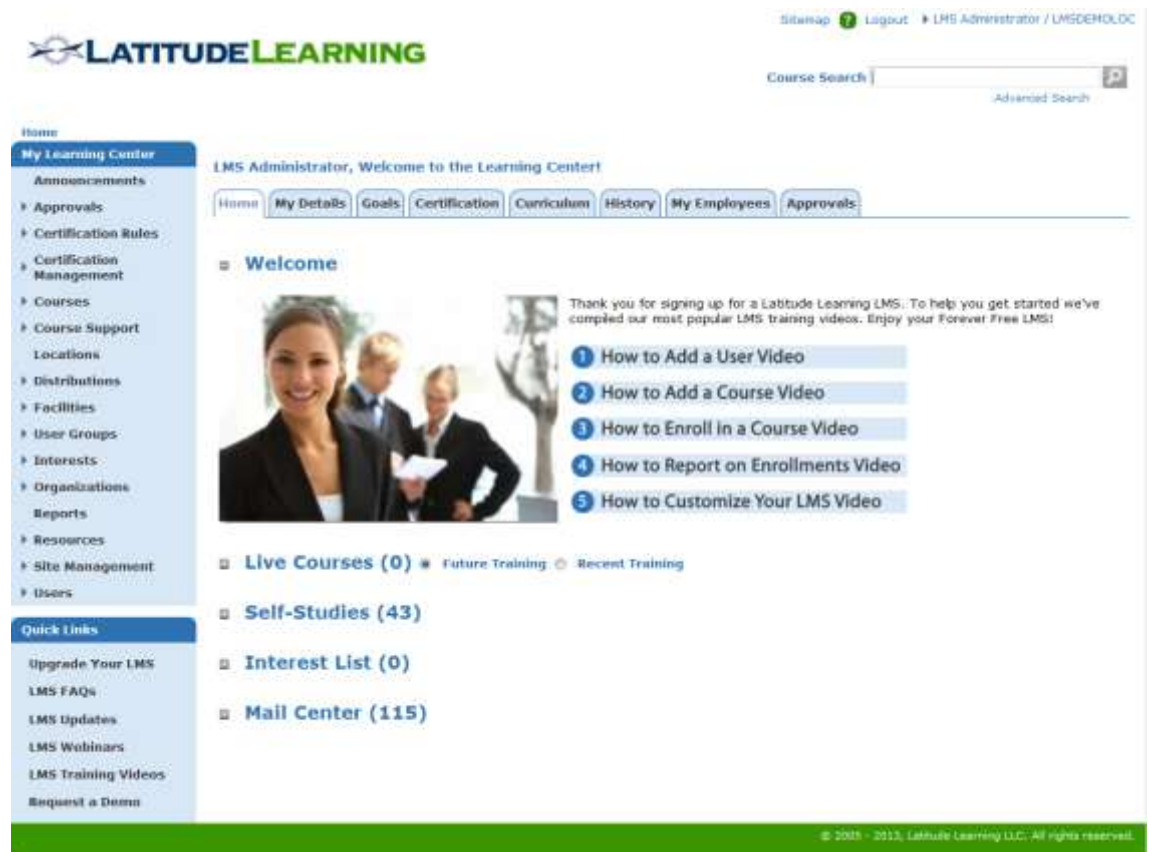 Sitemap ? Logout LMS Administrator / LMSDEMOLOC
LATITUDELEARNING
Course Search
Advanced Search
Home
My Learning Center
Announcements
Approvals
Certification Rules
Certification
Management
Courses
Course Support
Locations
Distributions
Facilities
User Groups
Interests
Organizations
Reports
Resources
Site Management
Users
Quick Links
Upgrade Your LMS
LMS FAQs
LMS Updates
LMS Webinars
LMS Training Videos
Request a Demo
LMS Administrator, Welcome to the Learning Center!
Home My Details Goals Certification Curriculum History My Employees Approvals
Welcome
Thank you for signing up for a Latitude Learning LMS. To help you get started we've
compiled our most popular LMS training videos. Enjoy your Forever Free LMS!
1 How to Add a User Video
2 How to Add a Course Video
3 How to Enroll in a Course Video
4 How to Report on Enrollments Video
5 How to Customize Your LMS Video
Live Courses (0) Future Training Recent Training
Self-Studies (43)
Interest List (0)
Mail Center (115)
© 2005 - 2013, Latitude Learning LLC. All rights reserved.